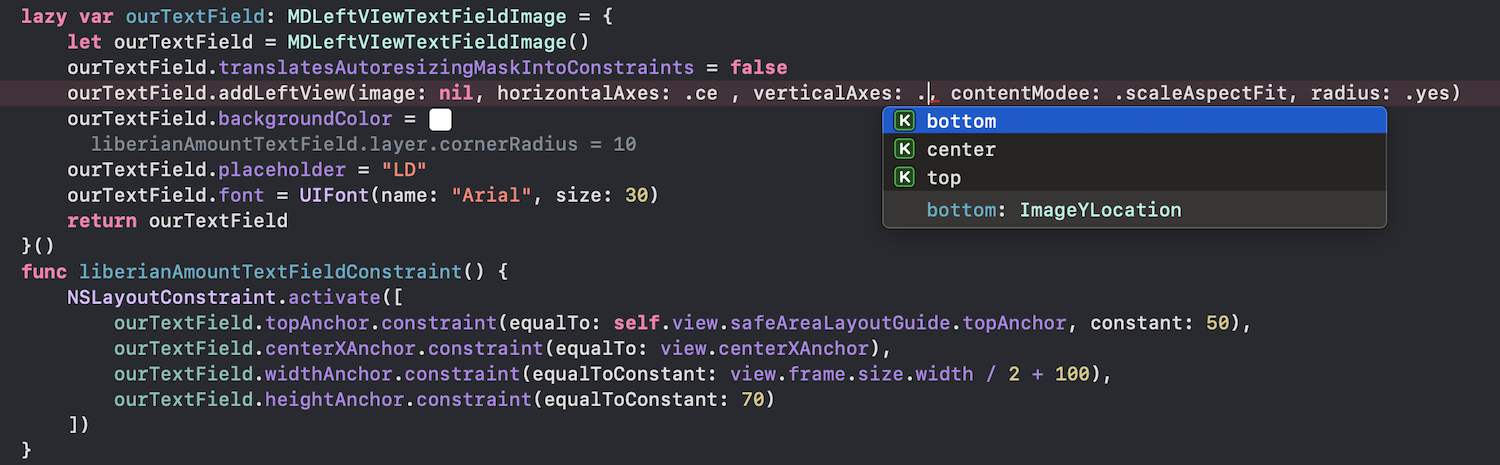 lazy var ourTextField: MDLeftVIewTextFieldImage = {
let ourTextField = MDLeftVIewTextFieldImage()
ourTextField.translatesAutoresizingMaskIntoConstraints = false
ourTextField.addLeftView(image: nil, horizontalAxes: .ce , verticalAxes: ., contentModee: .scaleAspectFit, radius: .yes)
ourTextField.backgroundColor =
liberianAmountTextField.layer.cornerRadius = 10
ourTextField.placeholder = "LD"
ourTextField.font = UIFont(name: "Arial", size: 30)
return ourTextField
}()
K bottom
K center
K top
bottom: ImageYLocation
func liberianAmountTextFieldConstraint() {
NSLayoutConstraint.activate([
ourTextField.topAnchor.constraint(equalTo: self.view.safeAreaLayoutGuide.topAnchor, constant: 50),
ourTextField.centerXAnchor.constraint(equalTo: view.centerXAnchor),
ourTextField.widthAnchor.constraint(equalToConstant: view.frame.size.width / 2 + 100),
ourTextField.heightAnchor.constraint(equalToConstant: 70)
])
}